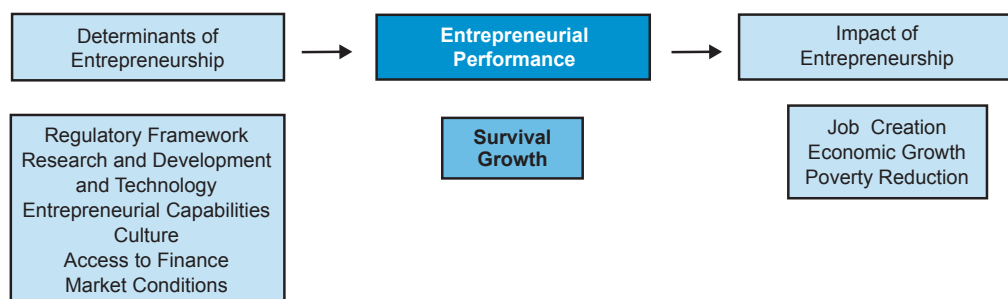 Determinants of
Entrepreneurship
Entrepreneurial
Performance
Impact of
Entrepreneurship
Regulatory Framework
Research and Development
and Technology
Entrepreneurial Capabilities
Culture
Access to Finance
Market Conditions
Survival
Growth
Job Creation
Economic Growth
Poverty Reduction